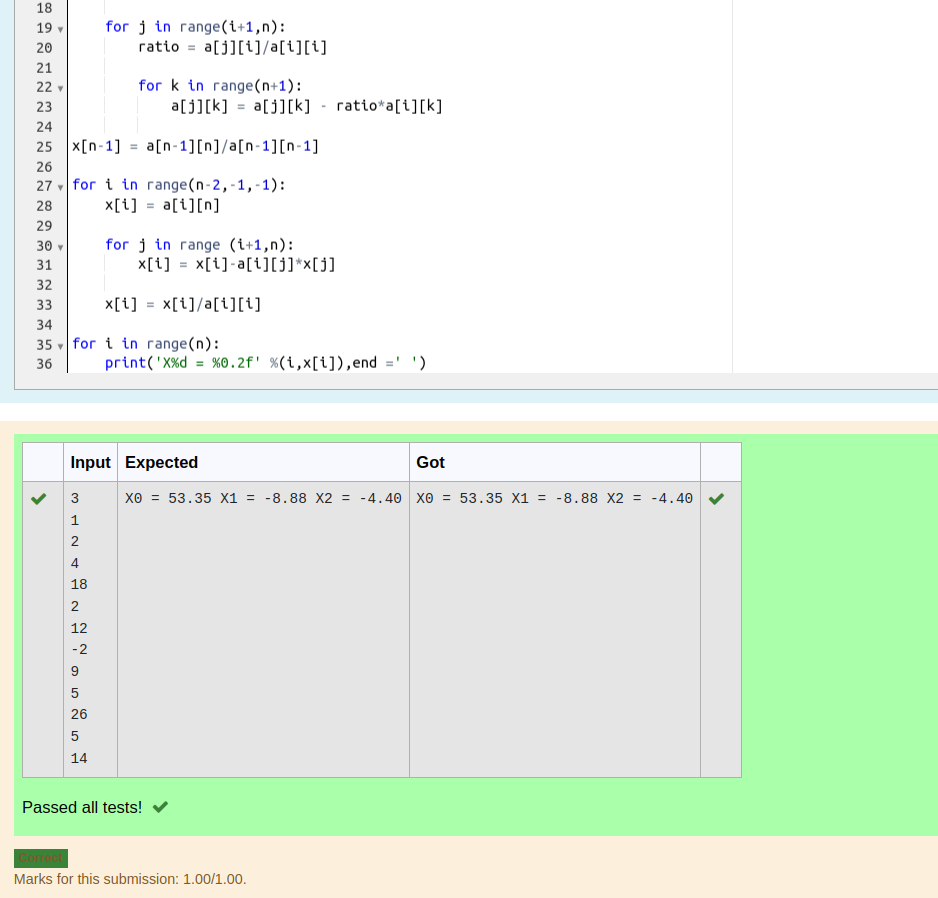 18
19 for j in range(i+1,n):
20 ratio = a[j][i]/a[i][i]
21
22 for k in range(n+1):
23 a[j][k] = a[j][k] - ratio*a[i][k]
24
25 x[n-1] = a[n-1][n]/a[n-1][n-1]
26
27 for i in range(n-2,-1,-1):
28 x[i] = a[i][n]
29
30 for j in range (i+1,n):
31 x[i] = x[i]-a[i][j]*x[j]
32
33 x[i] = x[i]/a[i][i]
34
35 for i in range(n):
36 print('X%d = %0.2f' %(i,x[i]),end =' ')
Input Expected Got
3 X0 = 53.35 X1 = -8.88 X2 = -4.40 X0 = 53.35 X1 = -8.88 X2 = -4.40
1
2
4
18
2
12
-2
9
5
26
5
14
Passed all tests!
Correct
Marks for this submission: 1.00/1.00.